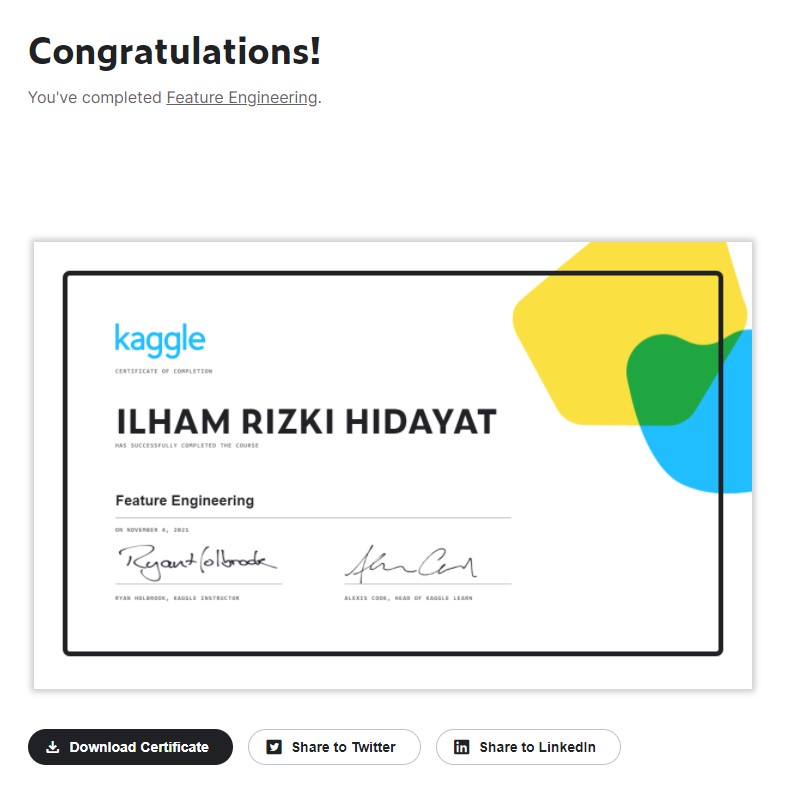 Congratulations!
You've completed Feature Engineering.
kaggle
CERTIFICATE OF COMPLETION
ILHAM RIZKI HIDAYAT
HAS SUCCESSFULLY COMPLETED THE COURSE
Feature Engineering
ON NOVEMBER 4, 2021
Ryan Holbrook
RYAN HOLBROOK, KAGGLE INSTRUCTOR
ALEXIS COOK, HEAD OF KAGGLE LEARN
Download Certificate
Share to Twitter
Share to LinkedIn